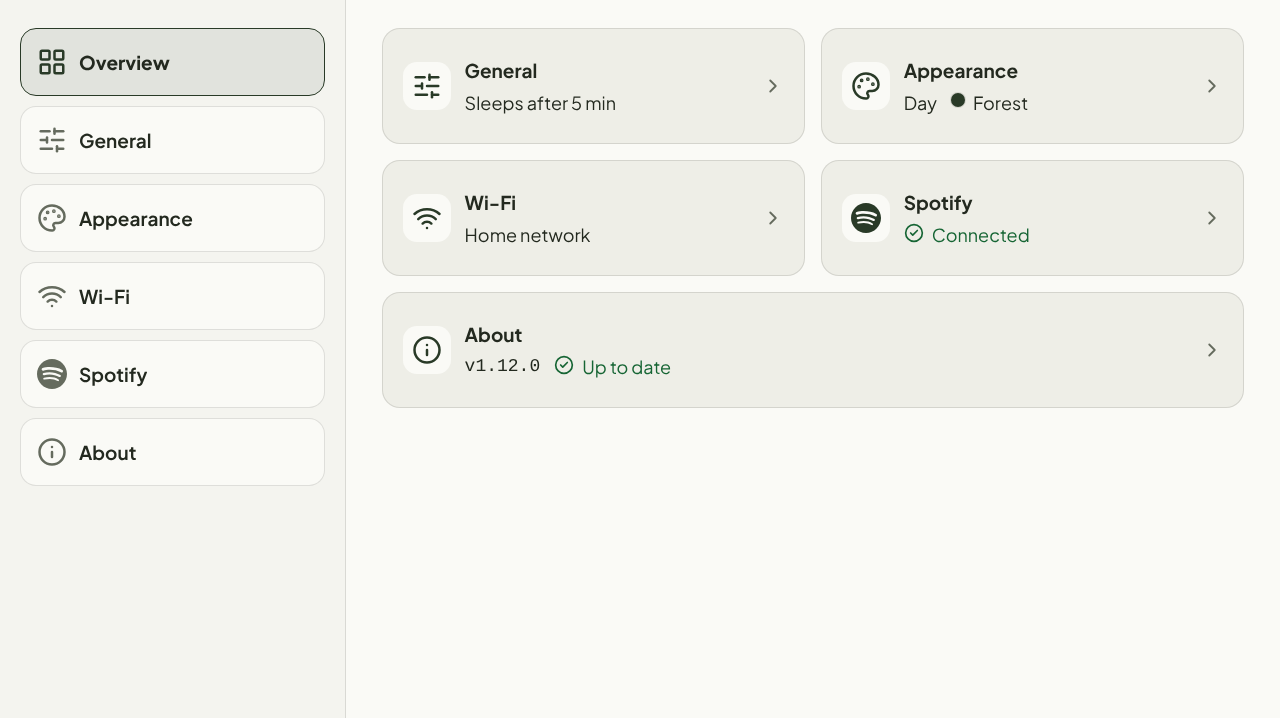 Overview
General
Appearance
Wi-Fi
Spotify
About
General
Sleeps after 5 min
Appearance
Day Forest
Wi-Fi
Home network
Spotify
Connected
About
v1.12.0 Up to date